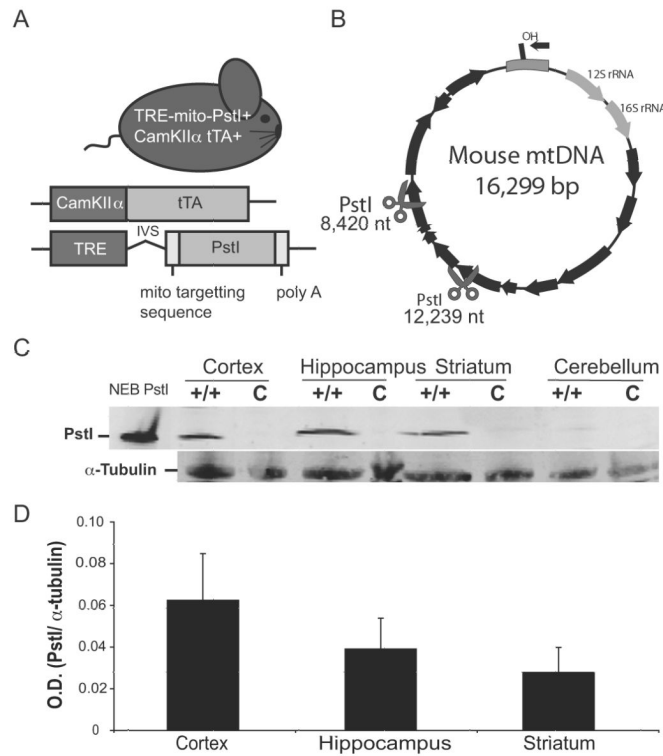 A
TRE-mito-PstI+
CamKIIα tTA+
CamKII α
tTA
IVS
TRE
PstI
mito targetting
sequence
poly A
B
OH
12S rRNA
16S rRNA
Mouse mtDNA
16,299 bp
PstI
8,420 nt
PstI
12,239 nt
C
Cortex Hippocampus Striatum Cerebellum
NEB PstI +/+ C +/+ C +/+ C +/+ C
PstI
α-Tubulin
D
O.D. (PstI/ α-tubulin)
0.10
0.08
0.06
0.04
0.02
0
Cortex Hippocampus Striatum